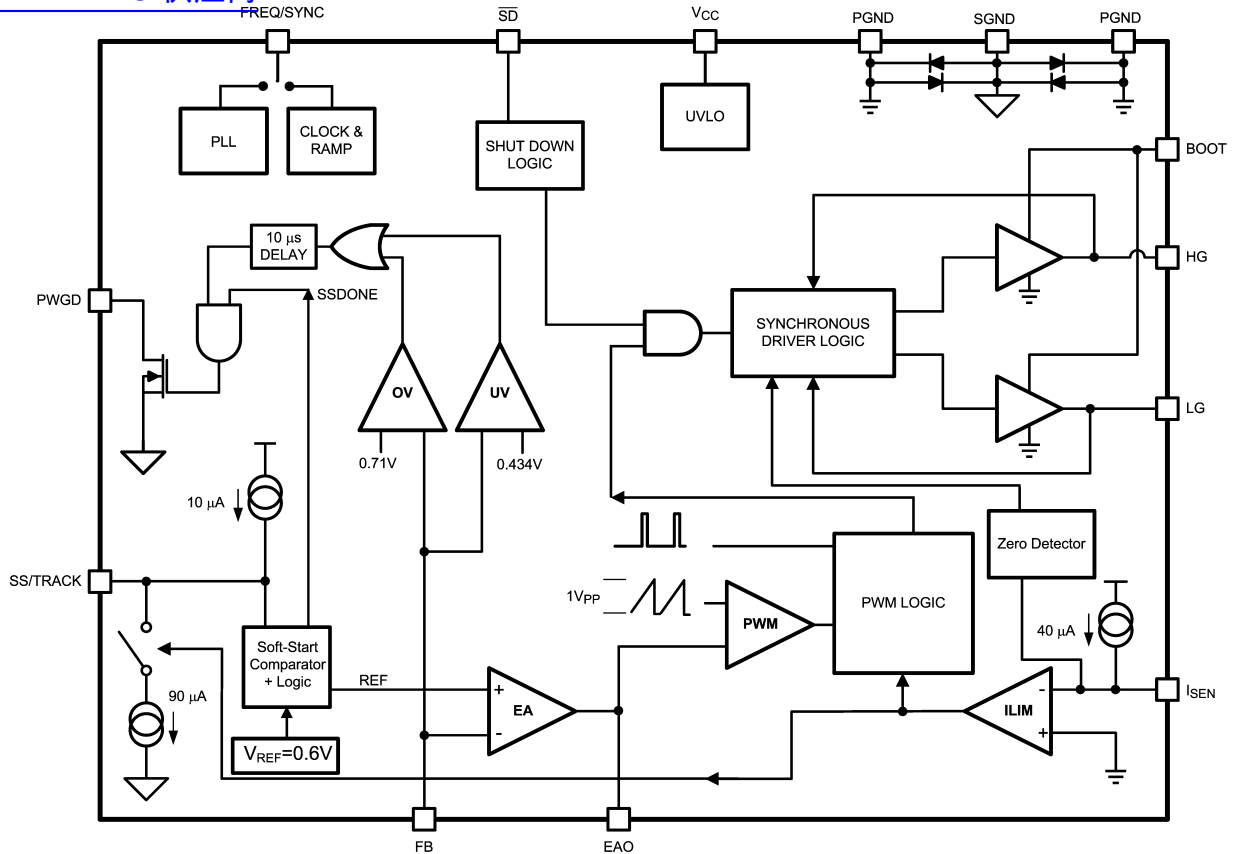 FREQ/SYNC
SD
VCC
PGND
SGND
PGND
PLL
CLOCK &
RAMP
SHUT DOWN
LOGIC
UVLO
BOOT
10 µs
DELAY
HG
PWGD
SSDONE
SYNCHRONOUS
DRIVER LOGIC
OV
UV
LG
0.71V
0.434V
10 µA
Zero Detector
SS/TRACK
1VPP
PWM
PWM LOGIC
40 µA
Soft-Start
Comparator
+ Logic
REF
90 µA
+
EA
-
-
ILIM
+
ISEN
VREF=0.6V
FB
EAO